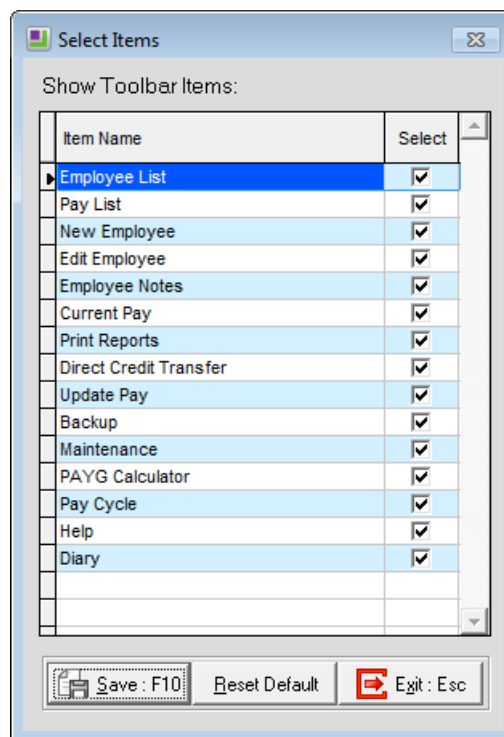 Select Items
Show Toolbar Items:
Item Name Select
Employee List
Pay List
New Employee
Edit Employee
Employee Notes
Current Pay
Print Reports
Direct Credit Transfer
Update Pay
Backup
Maintenance
PAYG Calculator
Pay Cycle
Help
Diary
Save : F10 Reset Default Exit : Esc